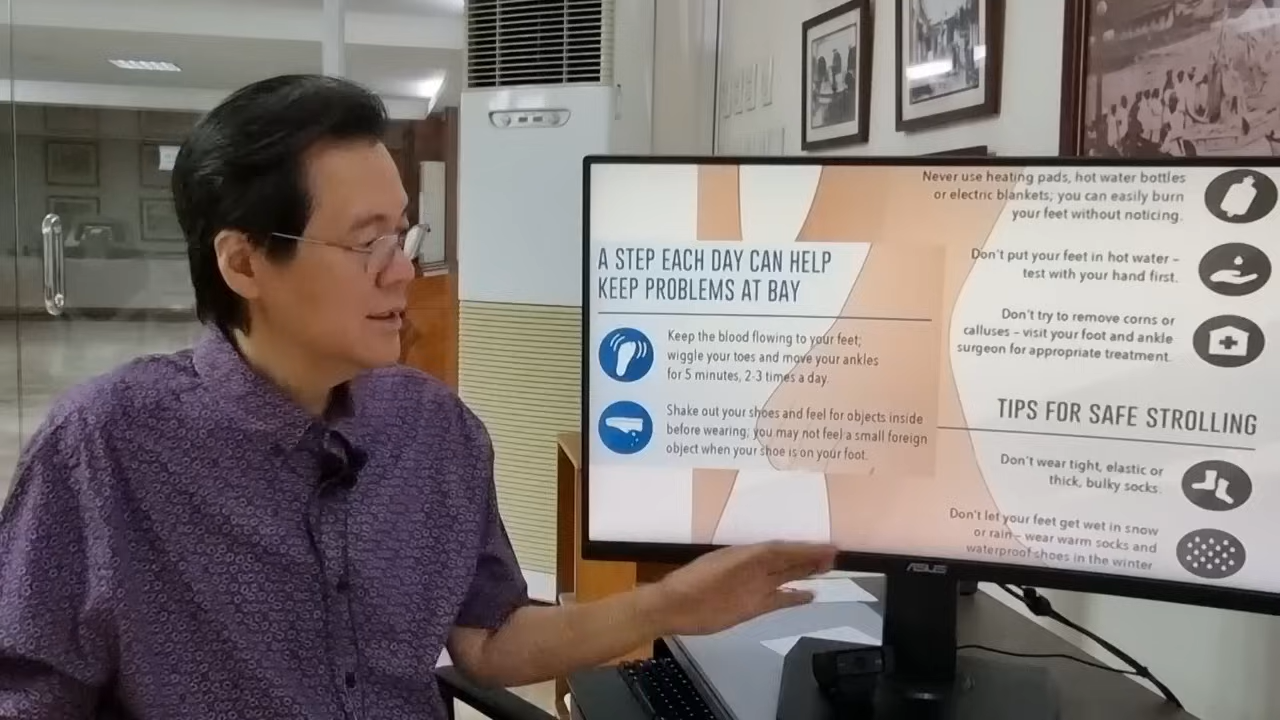 A STEP EACH DAY CAN HELP
KEEP PROBLEMS AT BAY
Keep the blood flowing to your feet;
wiggle your toes and move your ankles
for 5 minutes, 2-3 times a day.
Shake out your shoes and feel for objects inside
before wearing; you may not feel a small foreign
object when your shoe is on your foot.
Never use heating pads, hot water bottles
or electric blankets; you can easily burn
your feet without noticing.
Don't put your feet in hot water –
test with your hand first.
Don't try to remove corns or
calluses – visit your foot and ankle
surgeon for appropriate treatment.
TIPS FOR SAFE STROLLING
Don't wear tight, elastic or
thick, bulky socks.
Don't let your feet get wet in snow
or rain – wear warm socks and
waterproof shoes in the winter
ASUS